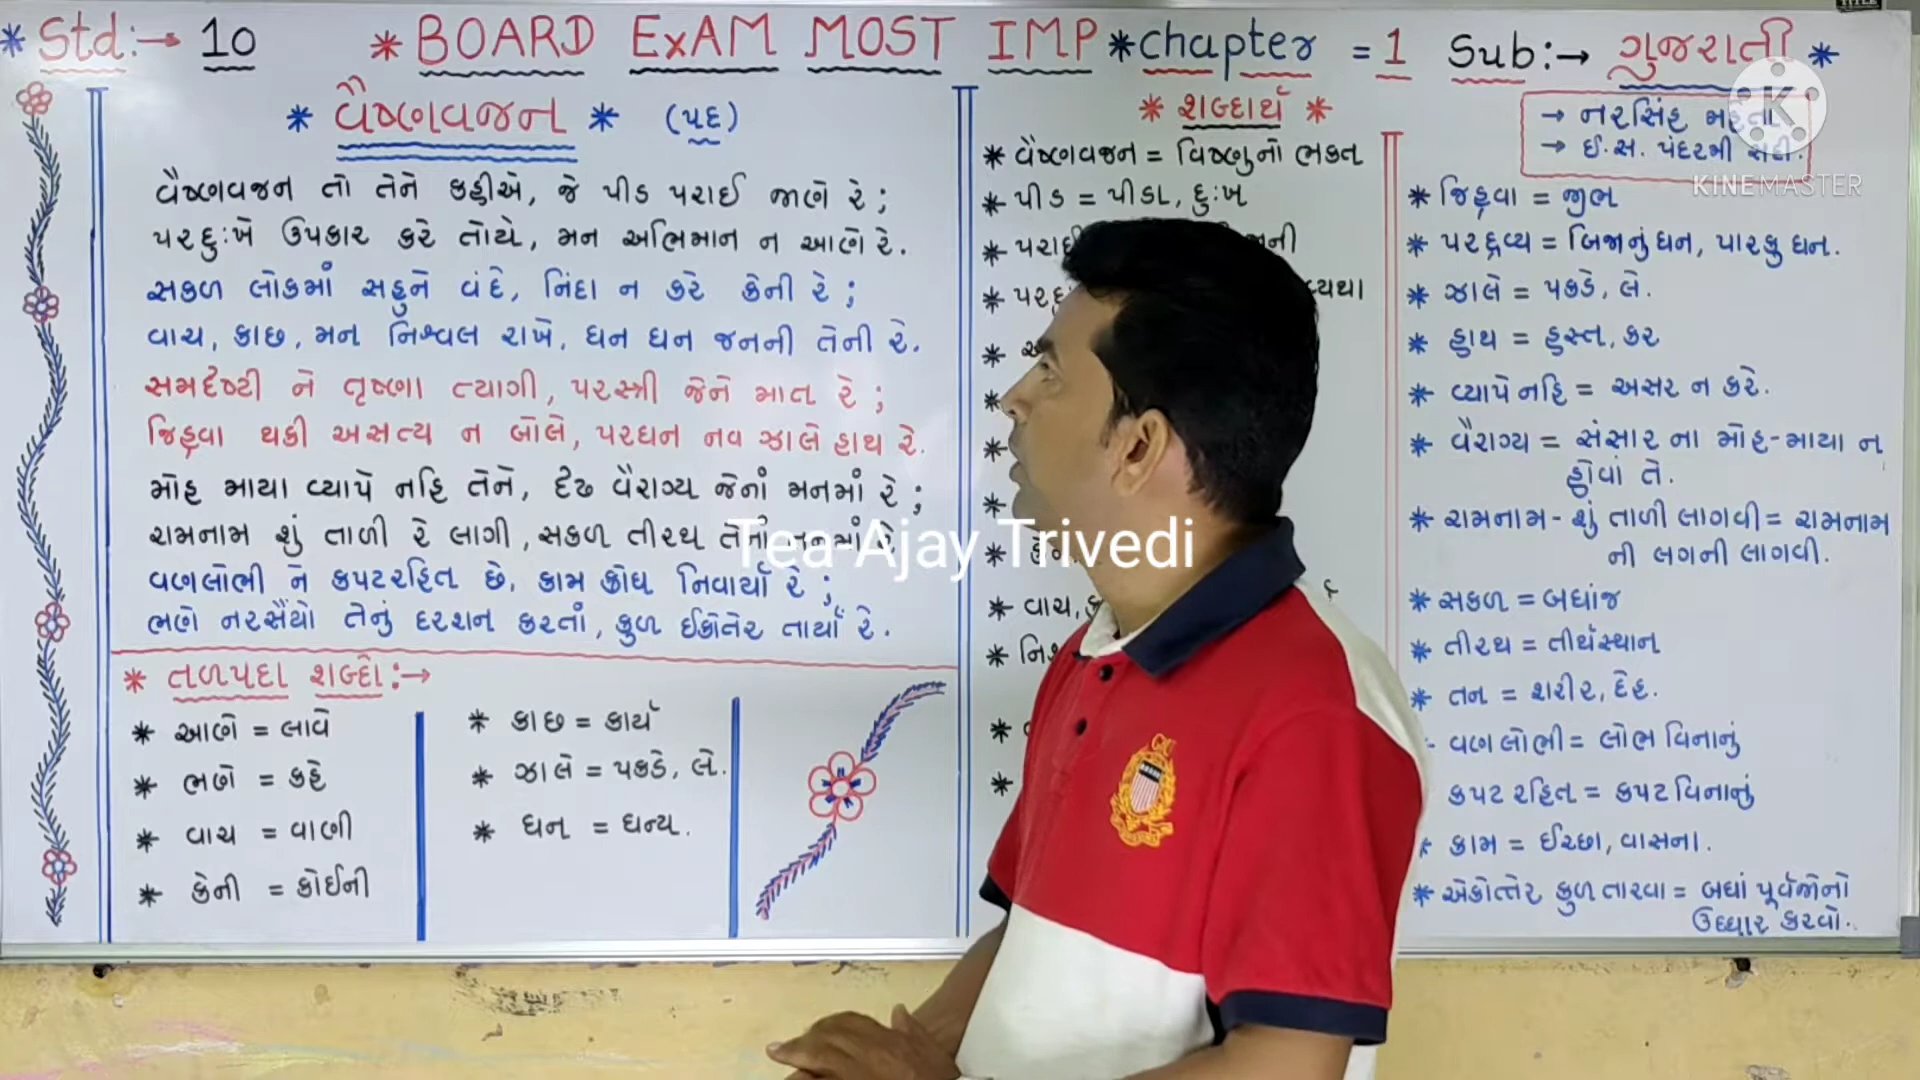 * Std:→ 10 * BOARD ExAM MOST IMP * chapter = 1 Sub:→ ગુજરાતી *
* વૈષ્ણવજન * (પદ)
વૈષ્ણવજન તો તેને કહીએ, જે પીડ પરાઈ જાણે રે;
પરદુ:ખે ઉપકાર કરે તોયે, મન અભિમાન ન આણે રે.
સકળ લોકમાં સહુને વંદે, નિંદા ન કરે કેની રે;
વાચ, કાછ, મન નિશ્ચલ રાખે, ધન ધન જનની તેની રે.
સમદૃષ્ટી ને તૃષ્ણા ત્યાગી, પરસ્ત્રી જેને માત રે;
જિહ્વા થકી અસત્ય ન બોલે, પરધન નવ ઝાલે હાથ રે.
મોહ માયા વ્યાપે નહિ તેને, દૃઢ વૈરાગ્ય જેનાં મનમાં રે;
રામનામ શું તાળી રે લાગી, સકળ તીરથ તેના તનમાં રે
વણલોભી ને કપટરહિત છે, કામ ક્રોધ નિવાર્યા રે;
ભણે નરસૈંયો તેનું દરશન કરતાં, કુળ ઈકોતેર તાર્યાં રે.
* તળપદા શબ્દો:→
* આણે = લાવે
* ભણે = કહે
* વાચ = વાણી
* કેની = કોઈની
* કાછ = કાર્ય
* ઝાલે = પકડે, લે.
* ધન = ધન્ય.
* શબ્દાર્થ *
* વૈષ્ણવજન = વિષ્ણુનો ભક્ત
* પીડ = પીડા, દુ:ખ
→ નરસિંહ મહેતા
→ ઈ.સ. પંદરમી સદી.
* જિહ્વા = જીભ
* પરદ્રવ્ય = બિજાનું ધન, પારકુ ધન.
* ઝાલે = પકડે, લે.
* હાથ = હસ્ત, કર
* વ્યાપે નહિ = અસર ન કરે.
* વૈરાગ્ય = સંસાર ના મોહ-માયા ન
હોવાં તે.
* રામનામ-શું તાળી લાગવી = રામનામ
ની લગની લાગવી.
* સકળ = બધાંજ
* તીરથ = તીર્થસ્થાન
* તન = શરીર, દેહ.
વણલોભી = લોભ વિનાનું
કપટ રહિત = કપટ વિનાનું
કામ = ઈચ્છા, વાસના.
* એકોત્તેર કુળ તારવા = બધાં પૂર્વજોનો
ઉદ્ધાર કરવો.
KINEMASTER
Tea-Ajay Trivedi